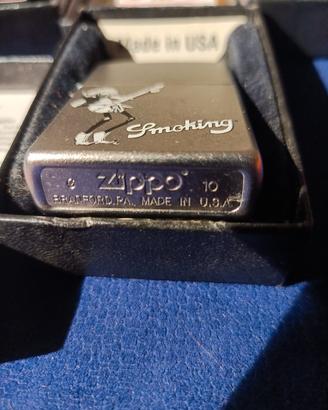 Made in USA
Smoking
Zippo 10
BRADFORD.PA., MADE IN U.S.A